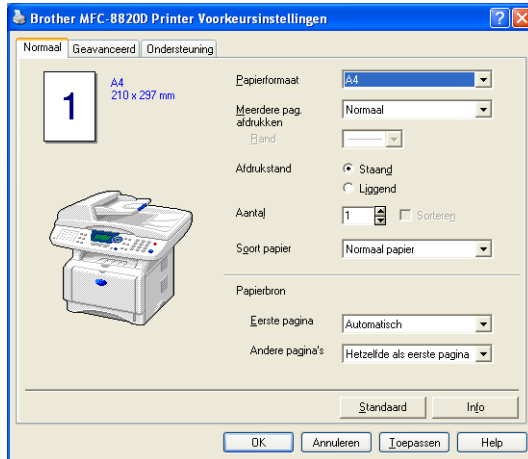 Brother MFC-8820D Printer Voorkeursinstellingen
Normaal Geavanceerd Ondersteuning
1
A4
210 x 297 mm
Papierformaat A4
Meerdere pag. afdrukken Normaal
Rand
Afdrukstand Staand
Liggend
Aantal 1 Sorteren
Soort papier Normaal papier
Papierbron
Eerste pagina Automatisch
Andere pagina's Hetzelfde als eerste pagina
Standaard Info
OK Annuleren Toepassen Help